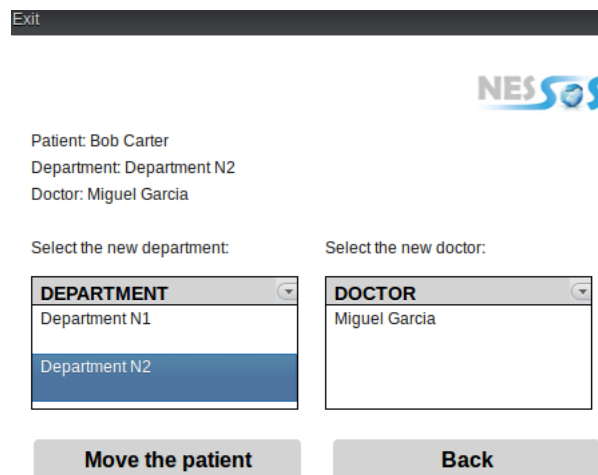 Exit
NESSOS
Patient: Bob Carter
Department: Department N2
Doctor: Miguel Garcia
Select the new department:
Select the new doctor:
DEPARTMENT
Department N1
Department N2
DOCTOR
Miguel Garcia
Move the patient
Back